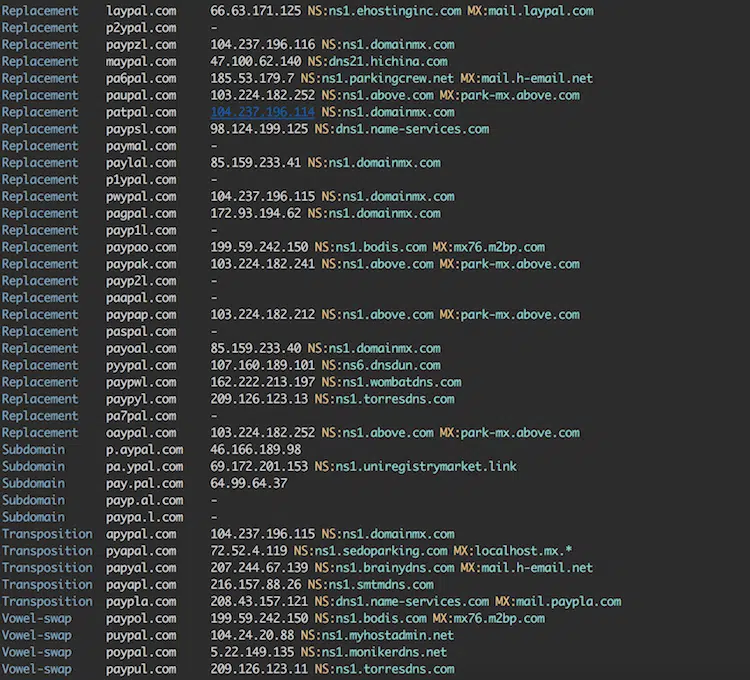 Replacement laypal.com 66.63.171.125 NS:ns1.ehostinginc.com MX:mail.laypal.com
Replacement p2ypal.com -
Replacement paypzl.com 104.237.196.116 NS:ns1.domainmx.com
Replacement maypal.com 47.100.62.140 NS:dns21.hichina.com
Replacement pa6pal.com 185.53.179.7 NS:ns1.parkingcrew.net MX:mail.h-email.net
Replacement paupal.com 103.224.182.252 NS:ns1.above.com MX:park-mx.above.com
Replacement patpal.com 104.237.196.114 NS:ns1.domainmx.com
Replacement paypsl.com 98.124.199.125 NS:dns1.name-services.com
Replacement paymal.com -
Replacement paylal.com 85.159.233.41 NS:ns1.domainmx.com
Replacement p1ypal.com -
Replacement pwypal.com 104.237.196.115 NS:ns1.domainmx.com
Replacement pagpal.com 172.93.194.62 NS:ns1.domainmx.com
Replacement payp1l.com -
Replacement paypao.com 199.59.242.150 NS:ns1.bodis.com MX:mx76.m2bp.com
Replacement paypak.com 103.224.182.241 NS:ns1.above.com MX:park-mx.above.com
Replacement payp2l.com -
Replacement paapal.com -
Replacement paypap.com 103.224.182.212 NS:ns1.above.com MX:park-mx.above.com
Replacement paspal.com -
Replacement payoal.com 85.159.233.40 NS:ns1.domainmx.com
Replacement pyypal.com 107.160.189.101 NS:ns6.dnsdun.com
Replacement paypwl.com 162.222.213.197 NS:ns1.wombatdns.com
Replacement paypyl.com 209.126.123.13 NS:ns1.torresdns.com
Replacement pa7pal.com -
Replacement oaypal.com 103.224.182.252 NS:ns1.above.com MX:park-mx.above.com
Subdomain p.aypal.com 46.166.189.98
Subdomain pa.ypal.com 69.172.201.153 NS:ns1.uniregistrymarket.link
Subdomain pay.pal.com 64.99.64.37
Subdomain payp.al.com -
Subdomain paypa.l.com -
Transposition apypal.com 104.237.196.115 NS:ns1.domainmx.com
Transposition pyapal.com 72.52.4.119 NS:ns1.sedoparking.com MX:localhost.mx.*
Transposition papyal.com 207.244.67.139 NS:ns1.brainydns.com MX:mail.h-email.net
Transposition payapl.com 216.157.88.26 NS:ns1.smtmdns.com
Transposition paypla.com 208.43.157.121 NS:dns1.name-services.com MX:mail.paypla.com
Vowel-swap paypol.com 199.59.242.150 NS:ns1.bodis.com MX:mx76.m2bp.com
Vowel-swap puypal.com 104.24.20.88 NS:ns1.myhostadmin.net
Vowel-swap poypal.com 5.22.149.135 NS:ns1.monikerdns.net
Vowel-swap paypul.com 209.126.123.11 NS:ns1.torresdns.com